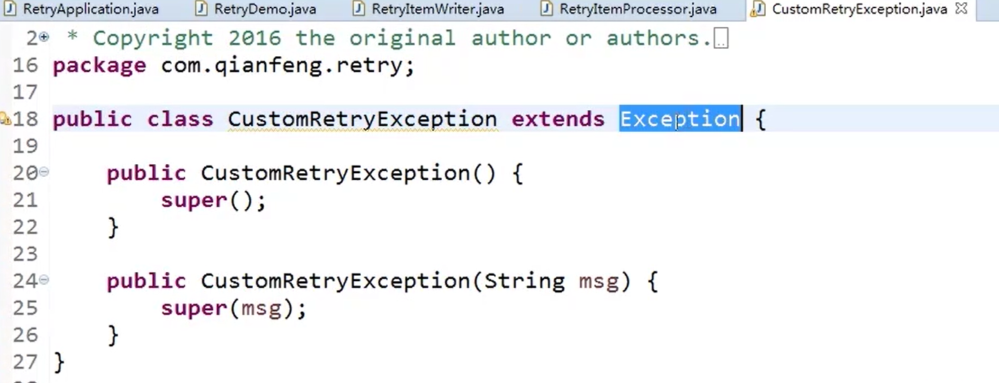 RetryApplication.java RetryDemo.java RetryItemWriter.java RetryItemProcessor.java CustomRetryException.java
2 * Copyright 2016 the original author or authors.
16 package com.qianfeng.retry;
17
18 public class CustomRetryException extends Exception {
19
20 public CustomRetryException() {
21 super();
22 }
23
24 public CustomRetryException(String msg) {
25 super(msg);
26 }
27 }